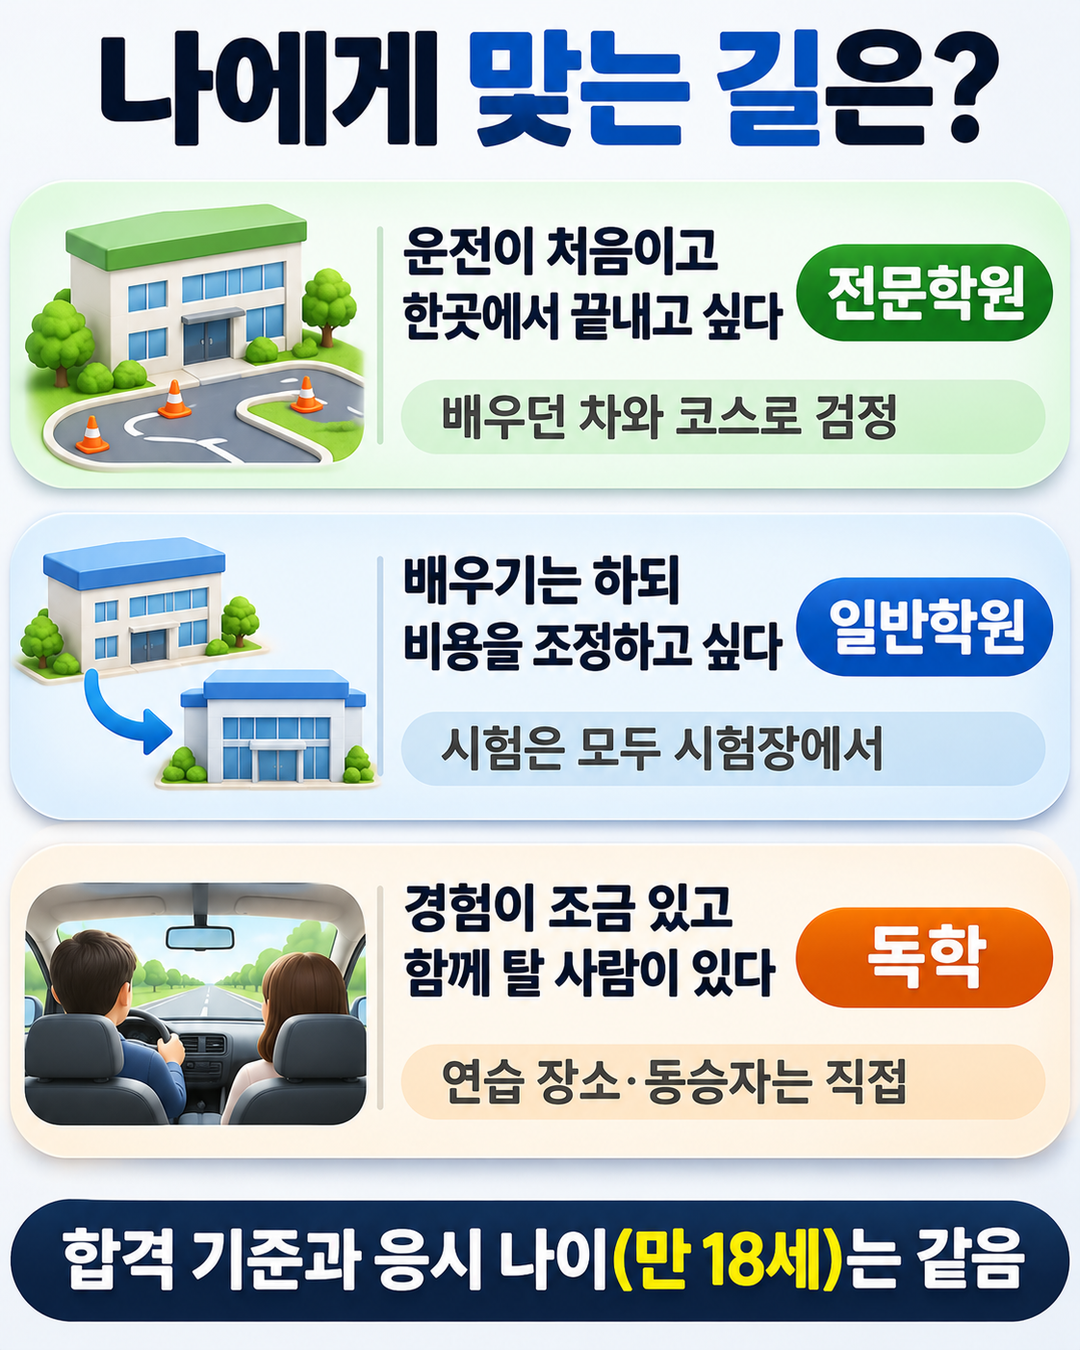 나에게 맞는 길은?
운전이 처음이고
한곳에서 끝내고 싶다
전문학원
배우던 차와 코스로 검정
배우기는 하되
비용을 조정하고 싶다
일반학원
시험은 모두 시험장에서
경험이 조금 있고
함께 탈 사람이 있다
독학
연습 장소·동승자는 직접
합격 기준과 응시 나이(만 18세)는 같음